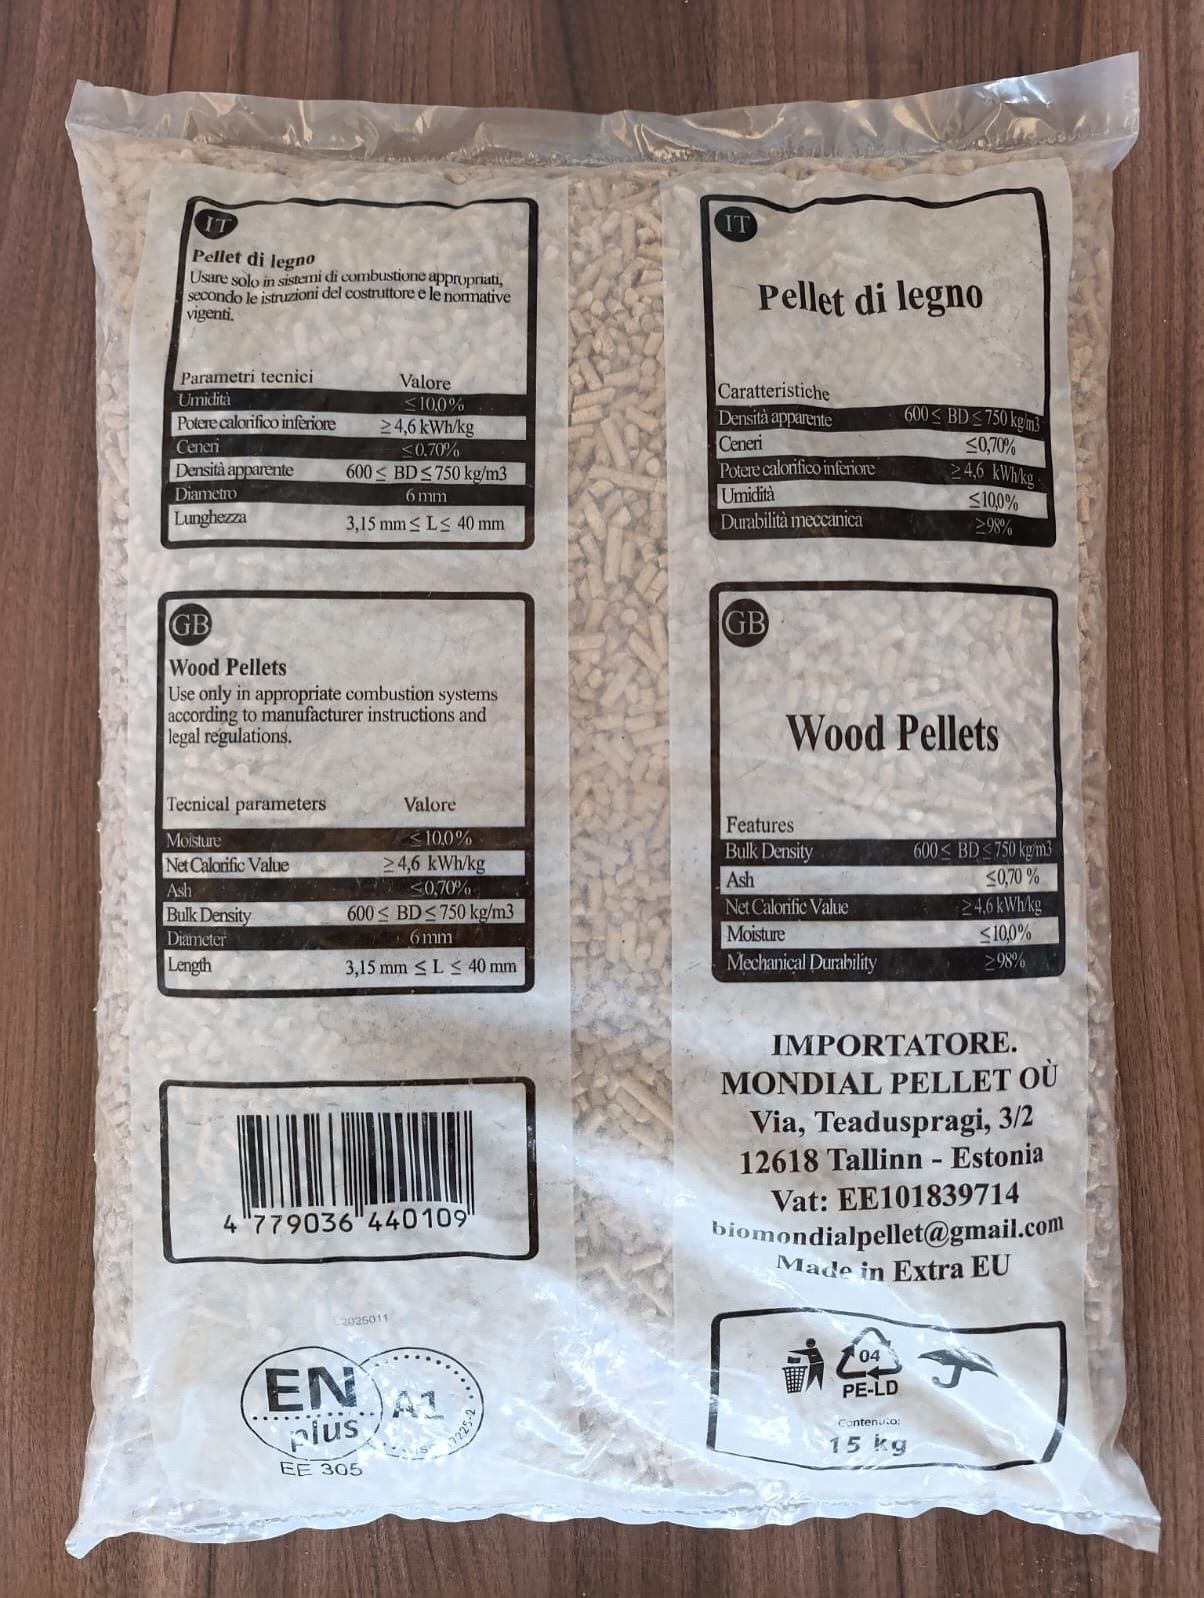 IT
Pellet di legno
Usare solo in sistemi di combustione appropriati,
secondo le istruzioni del costruttore e le normative
vigenti.
Parametri tecnici Valore
Umidità ≤ 10,0%
Potere calorifico inferiore ≥ 4,6 kWh/kg
Ceneri ≤0,70%
Densità apparente 600 ≤ BD ≤ 750 kg/m3
Diametro 6 mm
Lunghezza 3,15 mm ≤ L ≤ 40 mm
GB
Wood Pellets
Use only in appropriate combustion systems
according to manufacturer instructions and
legal regulations.
Tecnical parameters Valore
Moisture ≤ 10,0%
Net Calorific Value ≥ 4,6 kWh/kg
Ash ≤0,70%
Bulk Density 600 ≤ BD ≤ 750 kg/m3
Diameter 6 mm
Length 3,15 mm ≤ L ≤ 40 mm
4 779036 440109
L2025011
EN
plus
A1
EE 305
IT
Pellet di legno
Caratteristiche
Densità apparente 600 ≤ BD ≤ 750 kg/m3
Ceneri ≤0,70%
Potere calorifico inferiore ≥ 4,6 kWh/kg
Umidità ≤10,0%
Durabilità meccanica ≥98%
GB
Wood Pellets
Features
Bulk Density 600 ≤ BD ≤ 750 kg/m3
Ash ≤0,70 %
Net Calorific Value ≥ 4,6 kWh/kg
Moisture ≤10,0%
Mechanical Durability ≥98%
IMPORTATORE.
MONDIAL PELLET OÙ
Via, Teaduspragi, 3/2
12618 Tallinn - Estonia
Vat: EE101839714
biomondialpellet@gmail.com
Made in Extra EU
04
PE-LD
Contenuto:
15 kg